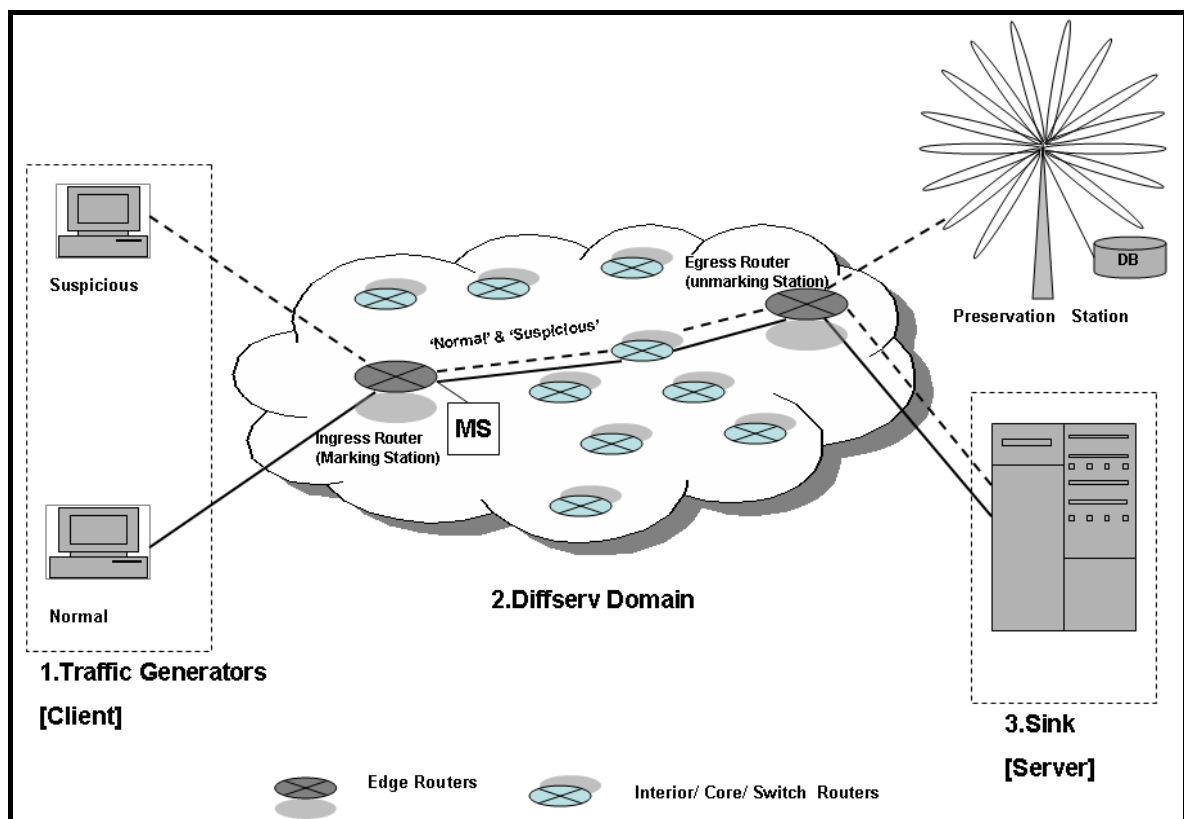 Suspicious
Normal
1.Traffic Generators
[Client]
'Normal' & 'Suspicious'
Ingress Router
(Marking Station)
MS
Egress Router
(unmarking Station)
2.Diffserv Domain
DB
Preservation Station
3.Sink
[Server]
Edge Routers
Interior/ Core/ Switch Routers